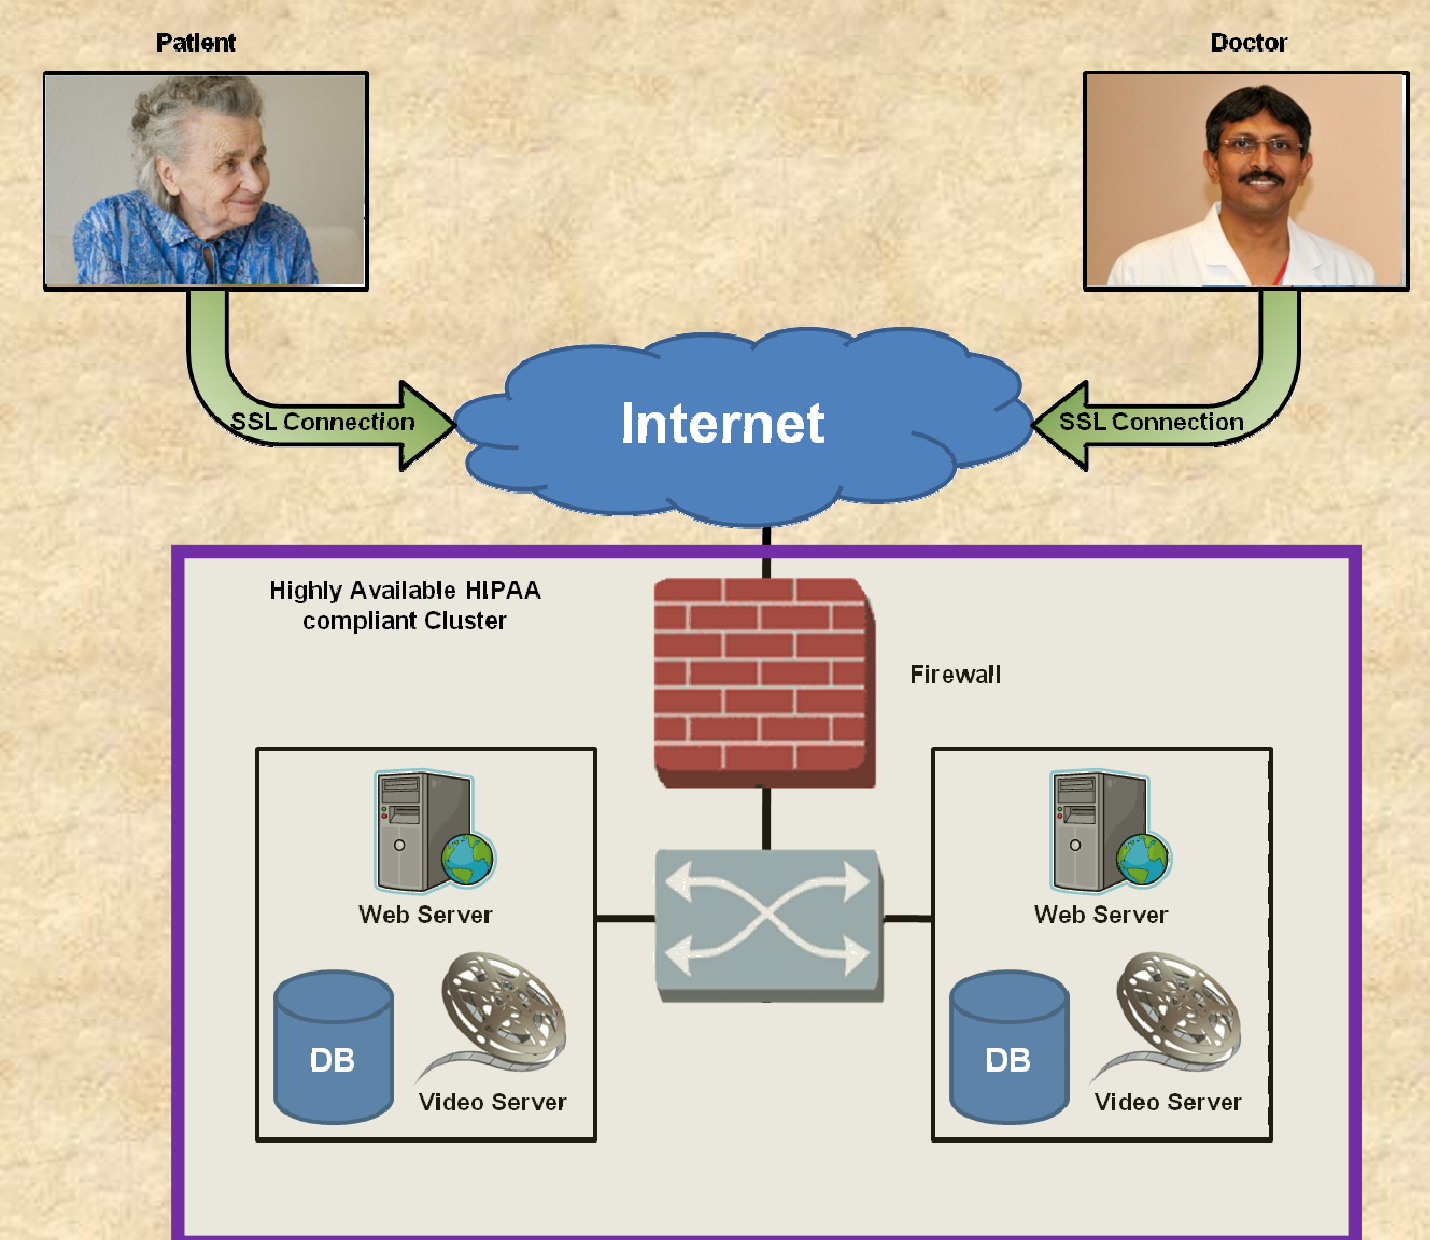 Patient
Doctor
SSL Connection
Internet
SSL Connection
Highly Available HIPAA
compliant Cluster
Firewall
Web Server
Web Server
DB
Video Server
DB
Video Server